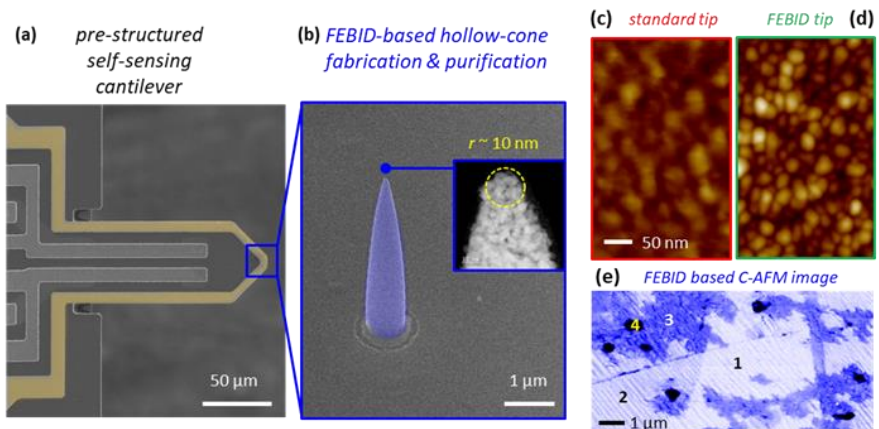 (a)
pre-structured
self-sensing
cantilever
50 µm
(b)
FEBID-based hollow-cone
fabrication & purification
r ~ 10 nm
1 µm
(c)
standard tip
50 nm
FEBID tip
(d)
(e)
FEBID based C-AFM image
4
3
1
2
1 µm